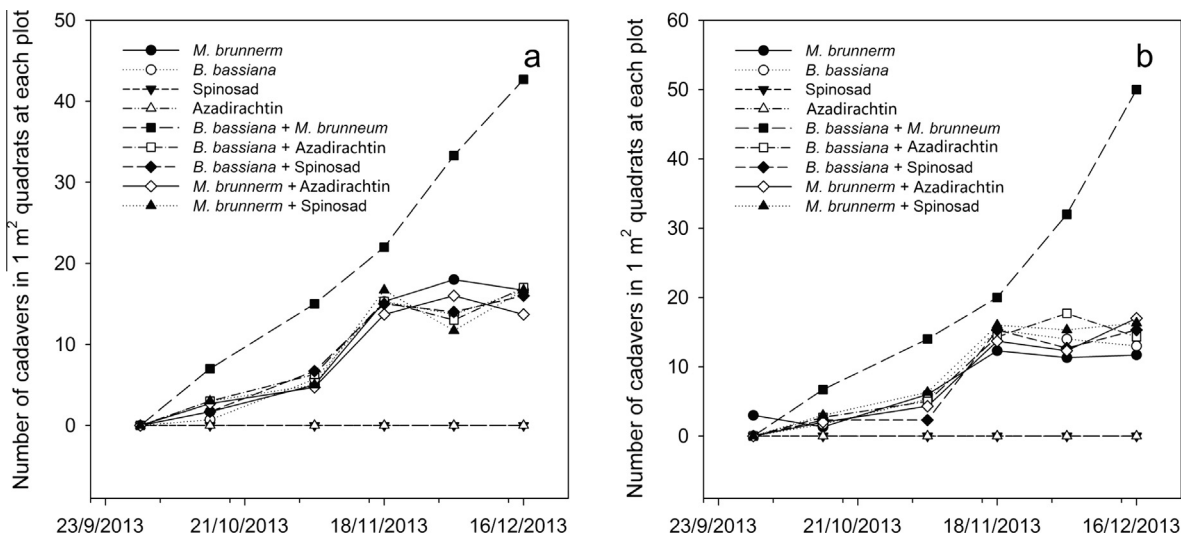 Number of cadavers in 1 m² quadrats at each plot
50
40
30
20
10
0
a
M. brunnerm
B. bassiana
Spinosad
Azadirachtin
B. bassiana + M. brunneum
B. bassiana + Azadirachtin
B. bassiana + Spinosad
M. brunnerm + Azadirachtin
M. brunnerm + Spinosad
23/9/2013 21/10/2013 18/11/2013 16/12/2013
Number of cadavers in 1 m² quadrats at each plot
60
50
40
30
20
10
0
b
M. brunnerm
B. bassiana
Spinosad
Azadirachtin
B. bassiana + M. brunneum
B. bassiana + Azadirachtin
B. bassiana + Spinosad
M. brunnerm + Azadirachtin
M. brunnerm + Spinosad
23/9/2013 21/10/2013 18/11/2013 16/12/2013